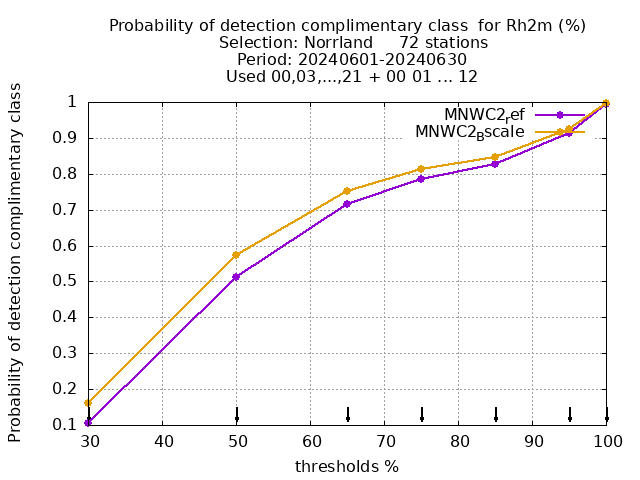 Probability of detection complimentary class  for Rh2m (%)
Selection: Norrland     72 stations
Period: 20240601-20240630
Used 00,03,...,21 + 00 01 ... 12
Probability of detection complimentary class
MNWC2ref
MNWC2Bscale
1
0.9
0.8
0.7
0.6
0.5
0.4
0.3
0.2
0.1
30 40 50 60 70 80 90 100
thresholds %